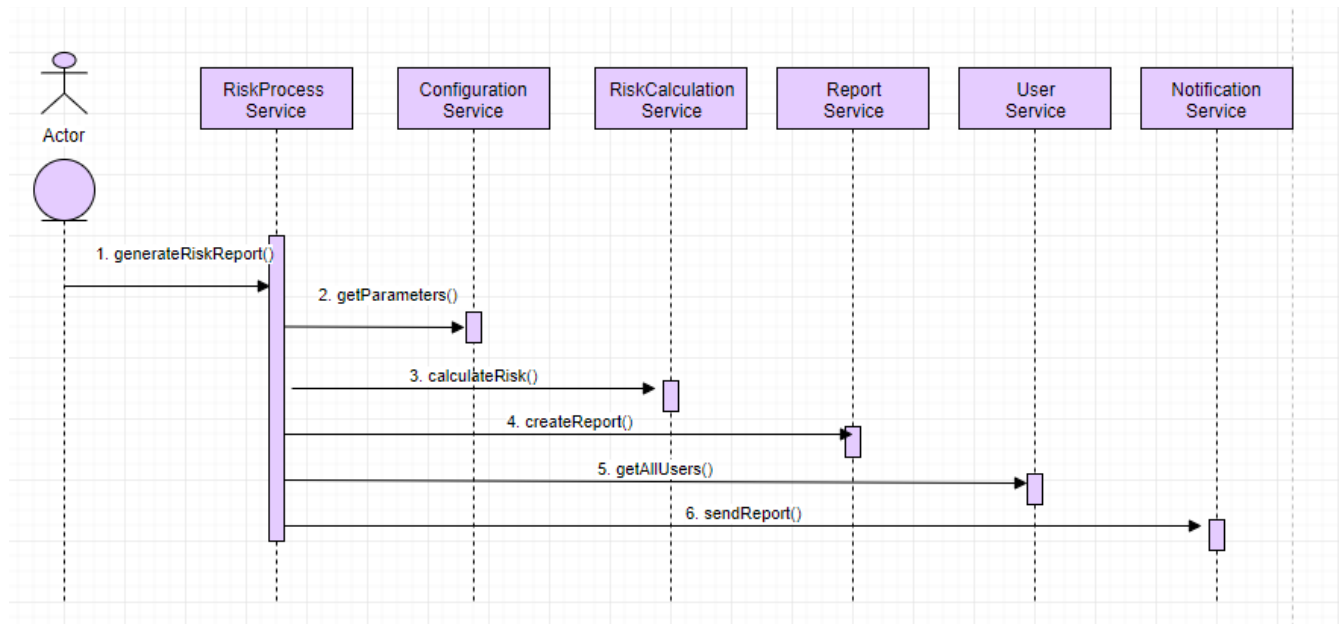 Actor
RiskProcess
Service
Configuration
Service
RiskCalculation
Service
Report
Service
User
Service
Notification
Service
1. generateRiskReport()
2. getParameters()
3. calculateRisk()
4. createReport()
5. getAllUsers()
6. sendReport()